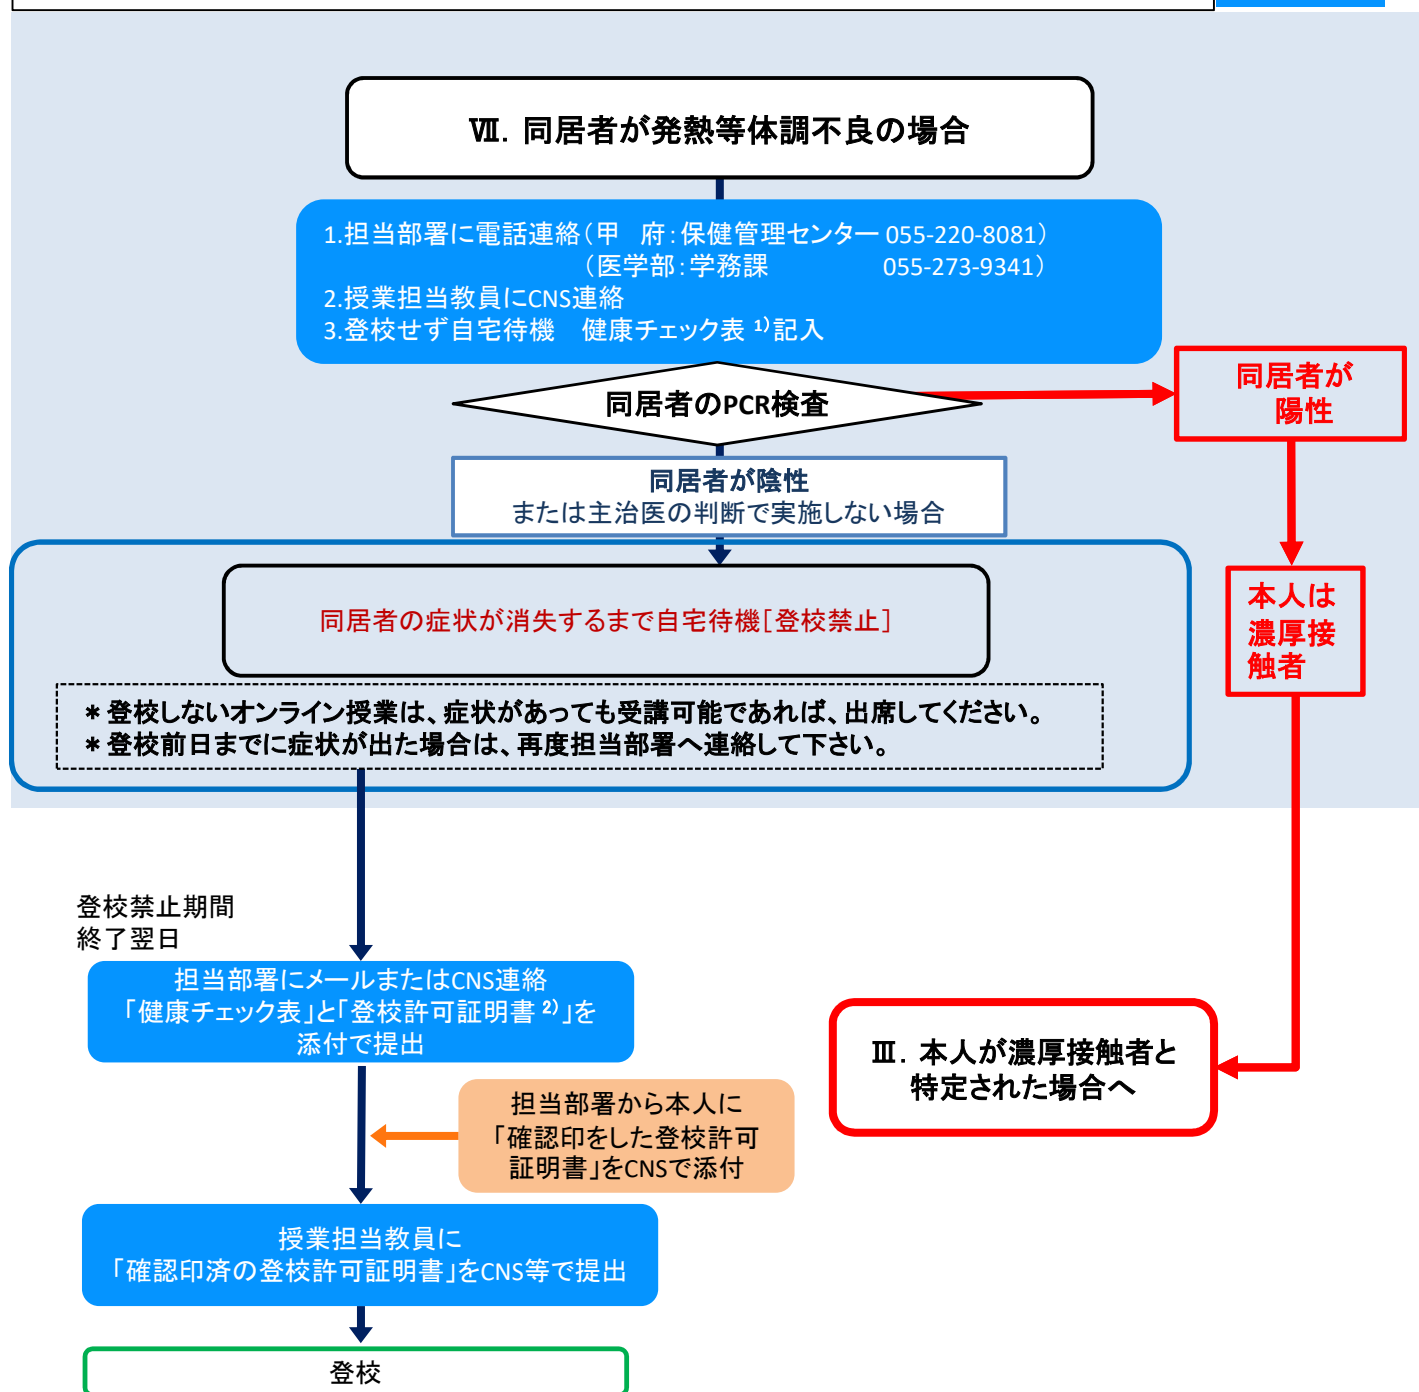 Ⅶ. 同居者が発熱等体調不良の場合
1.担当部署に電話連絡（甲　府：保健管理センター 055-220-8081）
（医学部：学務課　　　　055-273-9341）
2.授業担当教員にCNS連絡
3.登校せず自宅待機　健康チェック表 1)記入
同居者のPCR検査
同居者が
陽性
同居者が陰性
または主治医の判断で実施しない場合
同居者の症状が消失するまで自宅待機［登校禁止］
本人は
濃厚接
触者
＊登校しないオンライン授業は、症状があっても受講可能であれば、出席してください。
＊登校前日までに症状が出た場合は、再度担当部署へ連絡して下さい。
登校禁止期間
終了翌日
担当部署にメールまたはCNS連絡
「健康チェック表」と「登校許可証明書 2)」を
添付で提出
Ⅲ. 本人が濃厚接触者と
特定された場合へ
担当部署から本人に
「確認印をした登校許可
証明書」をCNSで添付
授業担当教員に
「確認印済の登校許可証明書」をCNS等で提出
登校